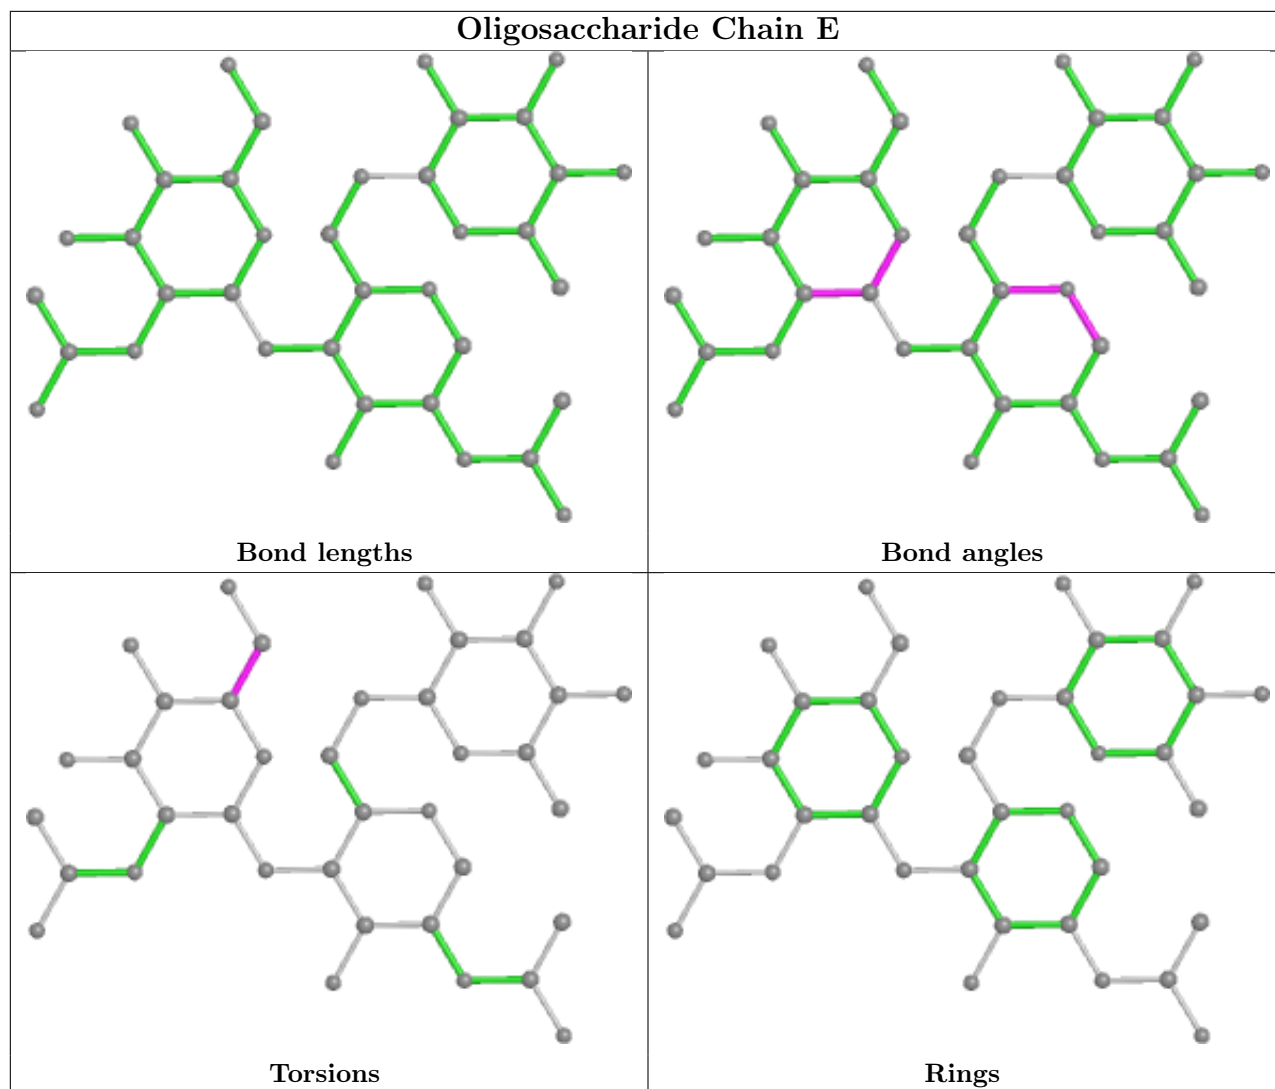 Oligosaccharide Chain E
Bond lengths
Bond angles
Torsions
Rings